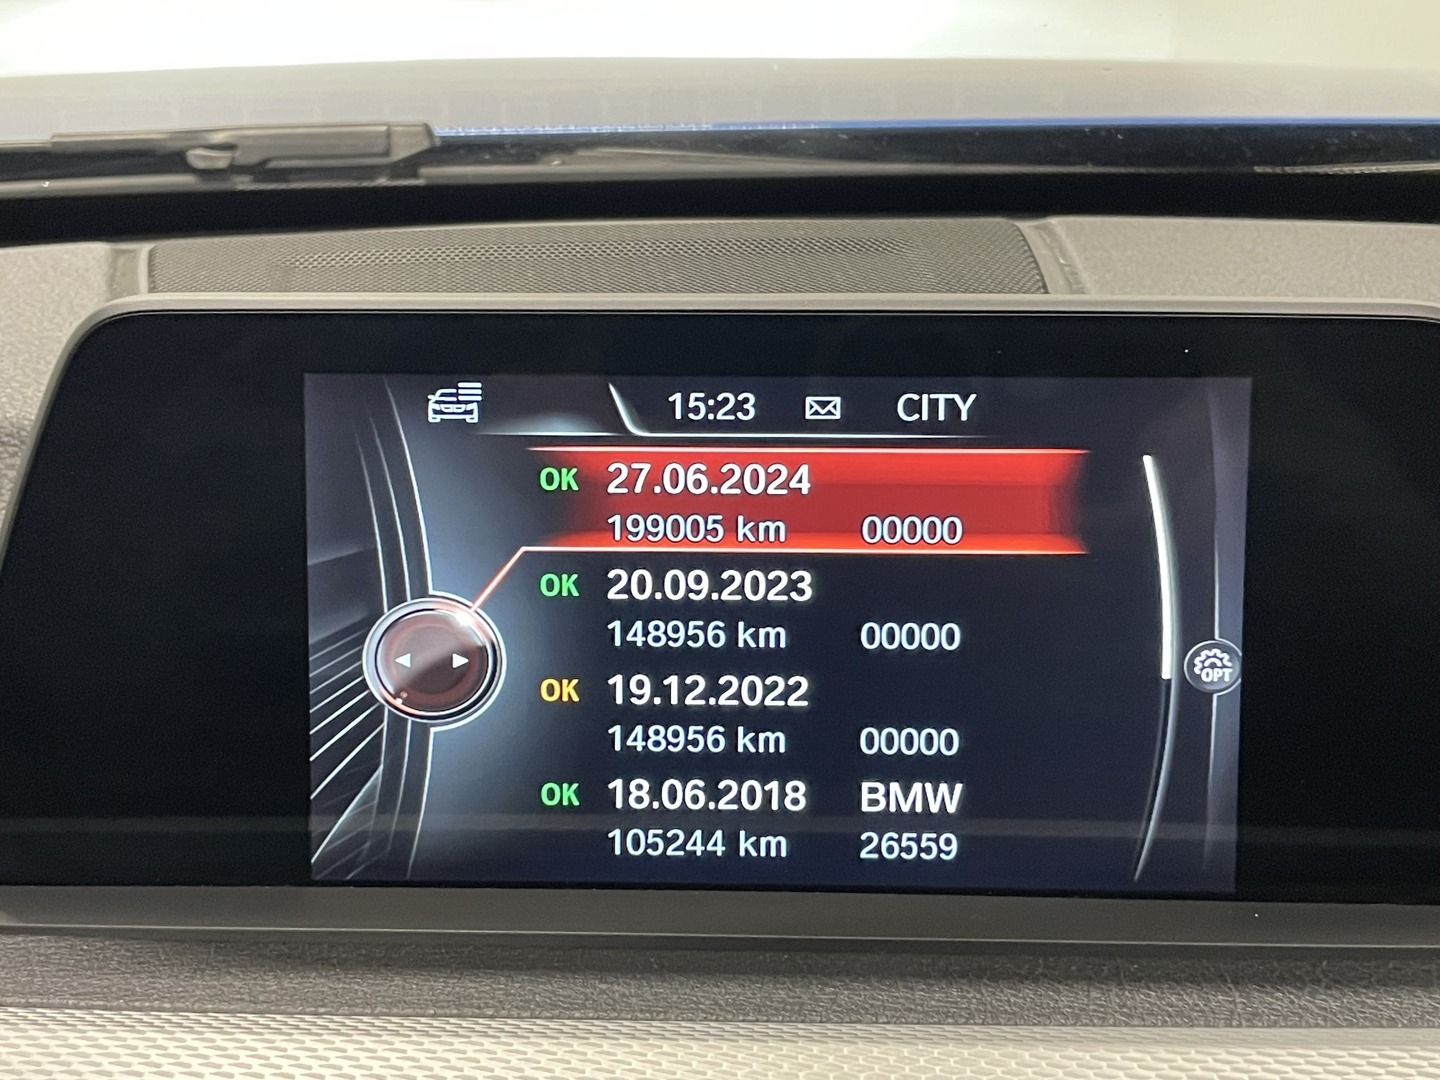 15:23 CITY
OK 27.06.2024
199005 km 00000
OK 20.09.2023
148956 km 00000
OK 19.12.2022
148956 km 00000
OK 18.06.2018 BMW
105244 km 26559
OPT